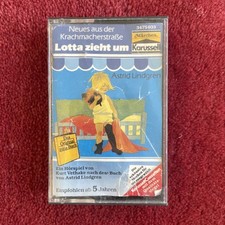 Neues aus der
Krachmacherstraße
Lotta zieht um
Karussell
Astrid Lindgren
Ein Hörspiel von
Kurt Vethake nach dem Buch
von Astrid Lindgren
Empfohlen ab 5 Jahren